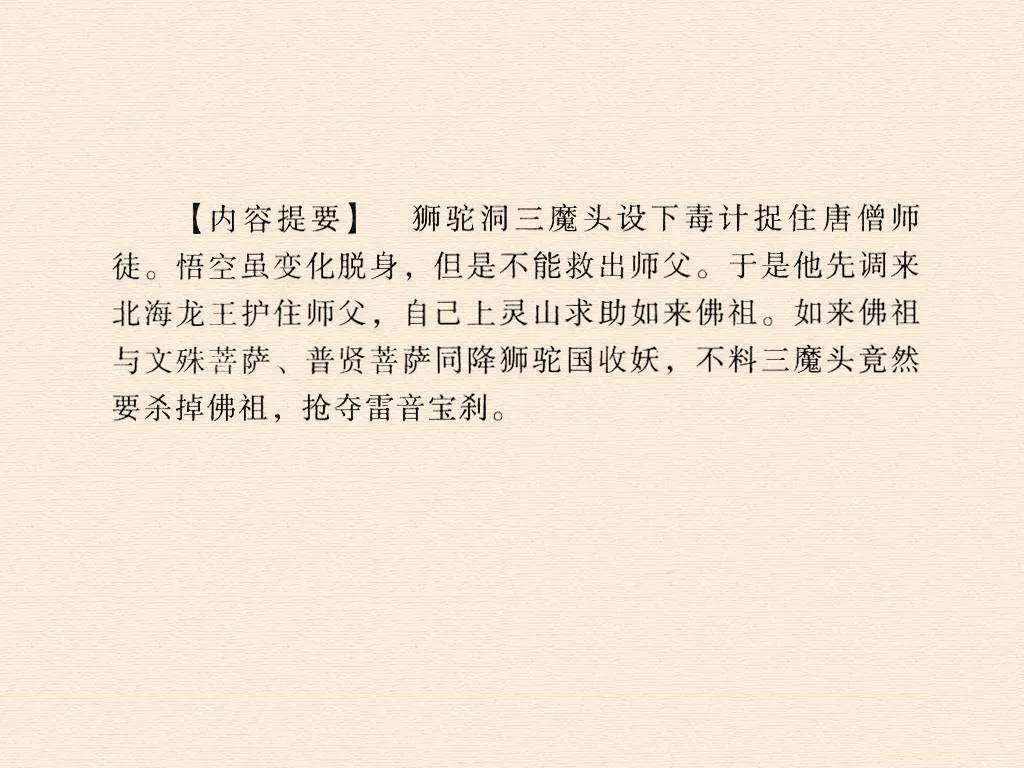 【内容提要】　狮驼洞三魔头设下毒计捉住唐僧师
徒。悟空虽变化脱身，但是不能救出师父。于是他先调来
北海龙王护住师父，自己上灵山求助如来佛祖。如来佛祖
与文殊菩萨、普贤菩萨同降狮驼国收妖，不料三魔头竟然
要杀掉佛祖，抢夺雷音宝刹。